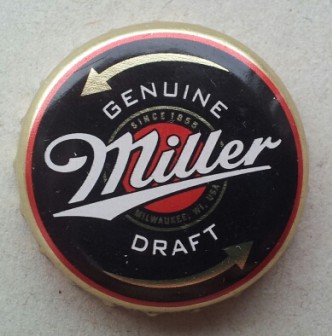 GENUINE
SINCE 1855
Miller
MILWAUKEE, WI, USA
DRAFT